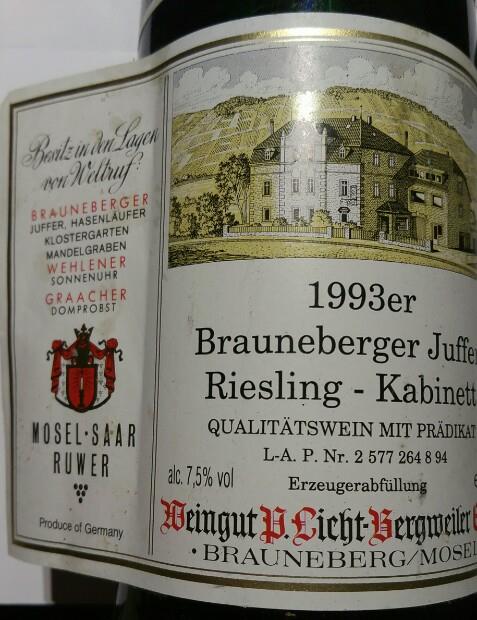 Besitz in den Lagen
von Weltruf:
BRAUNEBERGER
JUFFER, HASENLÄUFER
KLOSTERGARTEN
MANDELGRABEN
WEHLENER
SONNENUHR
GRAACHER
DOMPROBST
MOSEL·SAAR
RUWER
Produce of Germany
1993er
Brauneberger Juffer
Riesling - Kabinett
QUALITÄTSWEIN MIT PRÄDIKAT
L-A. P. Nr. 2 577 264 8 94
alc. 7,5% vol
Erzeugerabfüllung
Weingut P. Licht-Bergweiler
·BRAUNEBERG/MOSEL